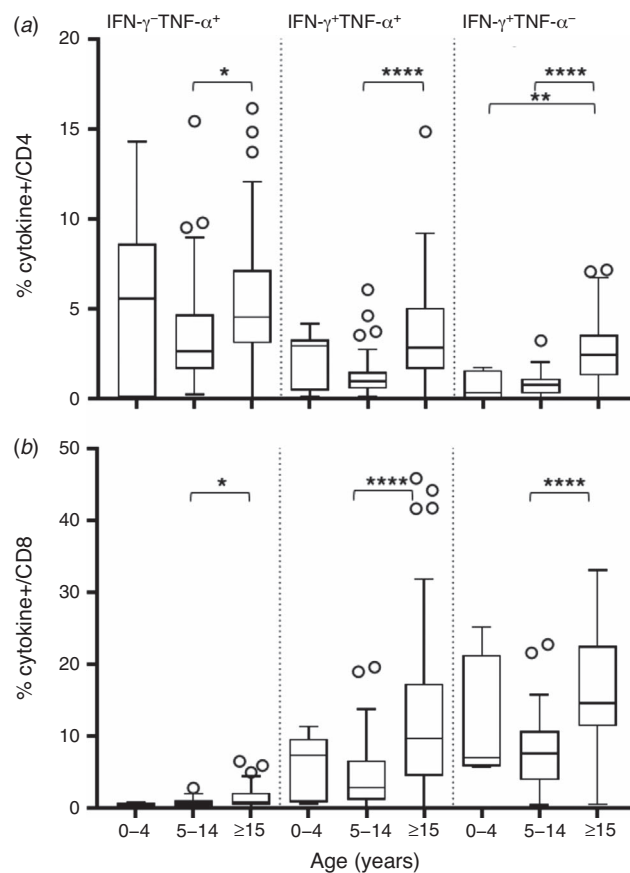 (a) IFN-γ⁻TNF-α⁺ IFN-γ⁺TNF-α⁺ IFN-γ⁺TNF-α⁻
% cytokine+/CD4
20
15
10
5
0
* **** ****
**
(b)
% cytokine+/CD8
50
40
30
20
10
0
* **** ****
0–4 5–14 ≥15 0–4 5–14 ≥15 0–4 5–14 ≥15
Age (years)